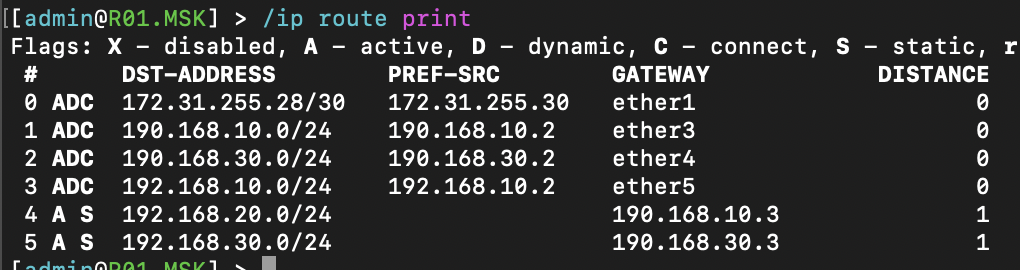 [[admin@R01.MSK] > /ip route print
Flags: X - disabled, A - active, D - dynamic, C - connect, S - static, r
# DST-ADDRESS PREF-SRC GATEWAY DISTANCE
0 ADC 172.31.255.28/30 172.31.255.30 ether1 0
1 ADC 190.168.10.0/24 190.168.10.2 ether3 0
2 ADC 190.168.30.0/24 190.168.30.2 ether4 0
3 ADC 192.168.10.0/24 192.168.10.2 ether5 0
4 A S 192.168.20.0/24 190.168.10.3 1
5 A S 192.168.30.0/24 190.168.30.3 1
[admin@R01.MSK] >